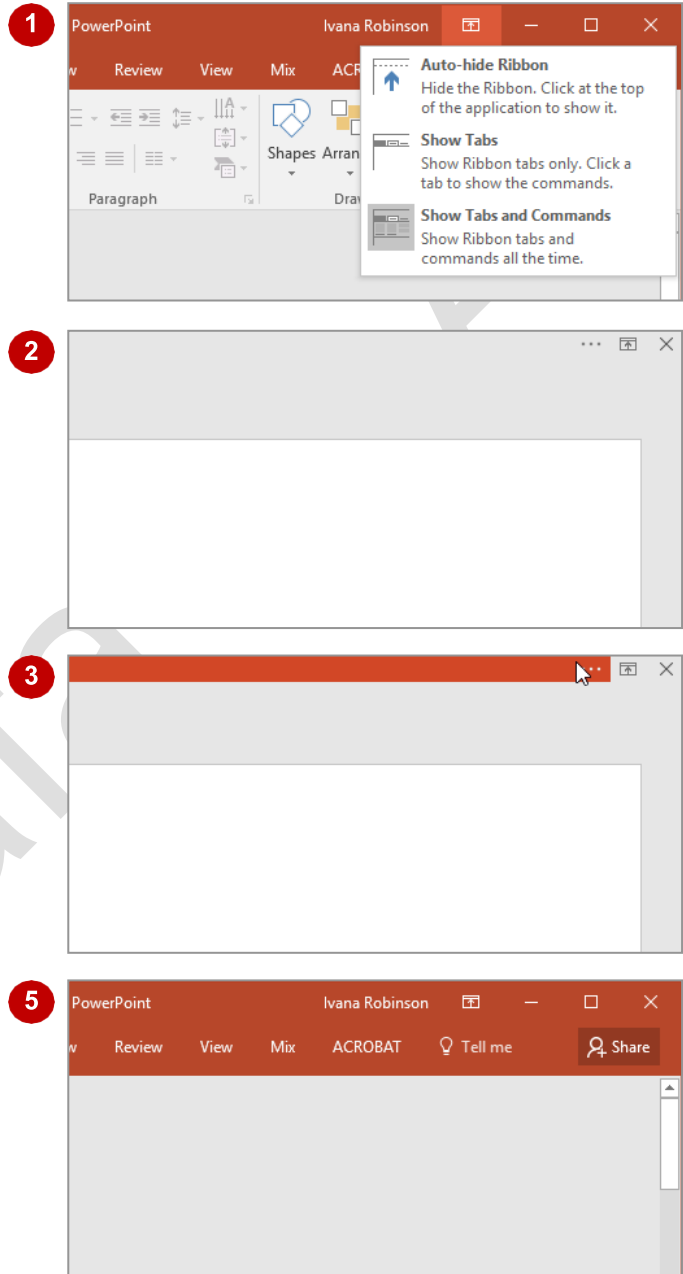 1
PowerPoint Ivana Robinson
w Review View Mix ACR
Auto-hide Ribbon
Hide the Ribbon. Click at the top
of the application to show it.
Shapes Arran
Show Tabs
Show Ribbon tabs only. Click a
tab to show the commands.
Paragraph Draw
Show Tabs and Commands
Show Ribbon tabs and
commands all the time.
2
3
5
PowerPoint Ivana Robinson
w Review View Mix ACROBAT Tell me Share